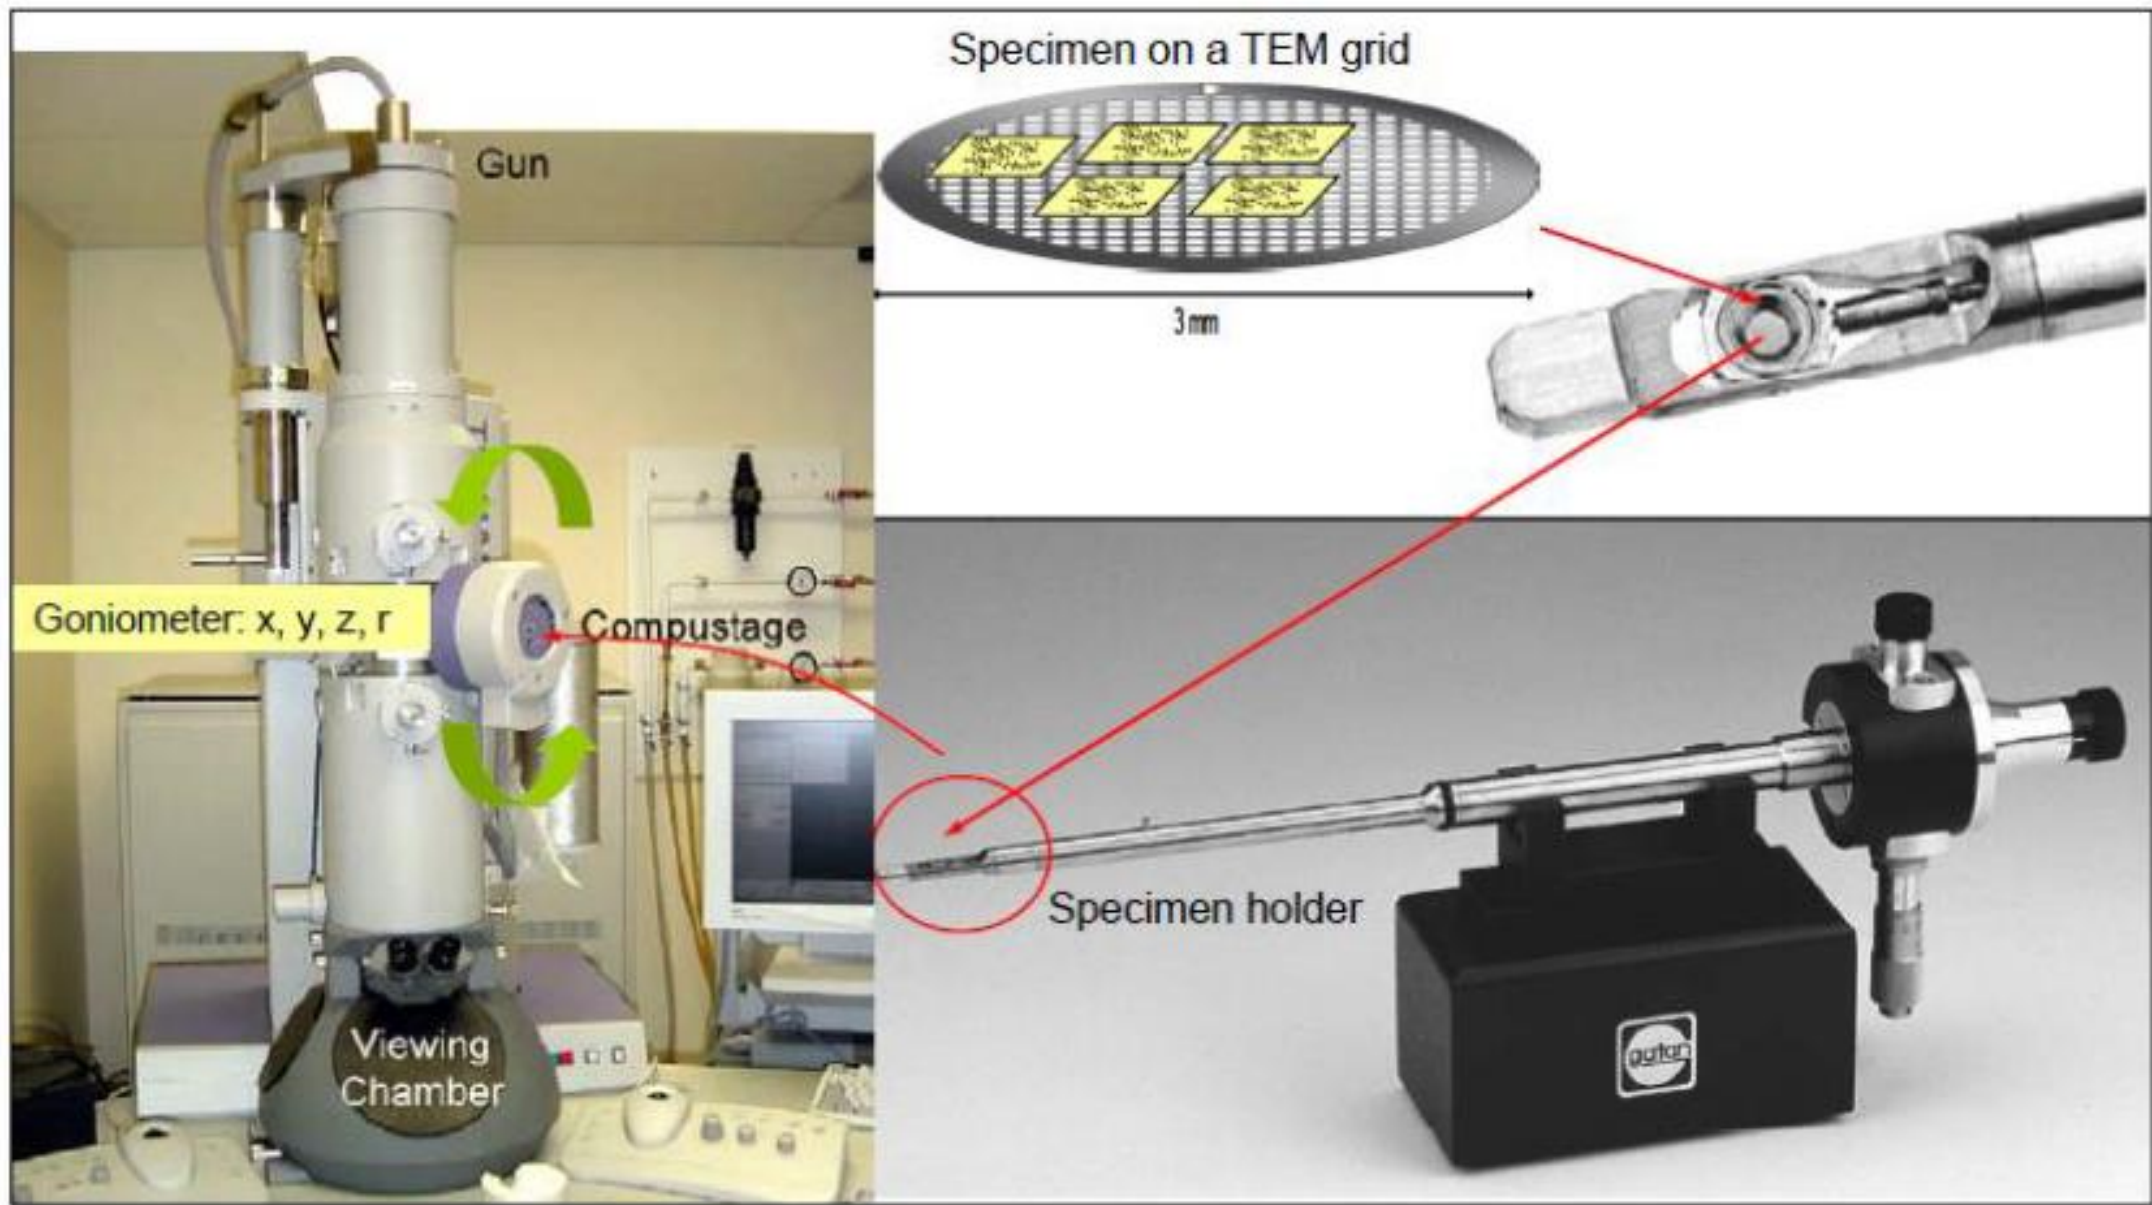 Specimen on a TEM grid
3 mm
Gun
Goniometer: x, y, z, r
Compustage
Specimen holder
Viewing
Chamber
gatan